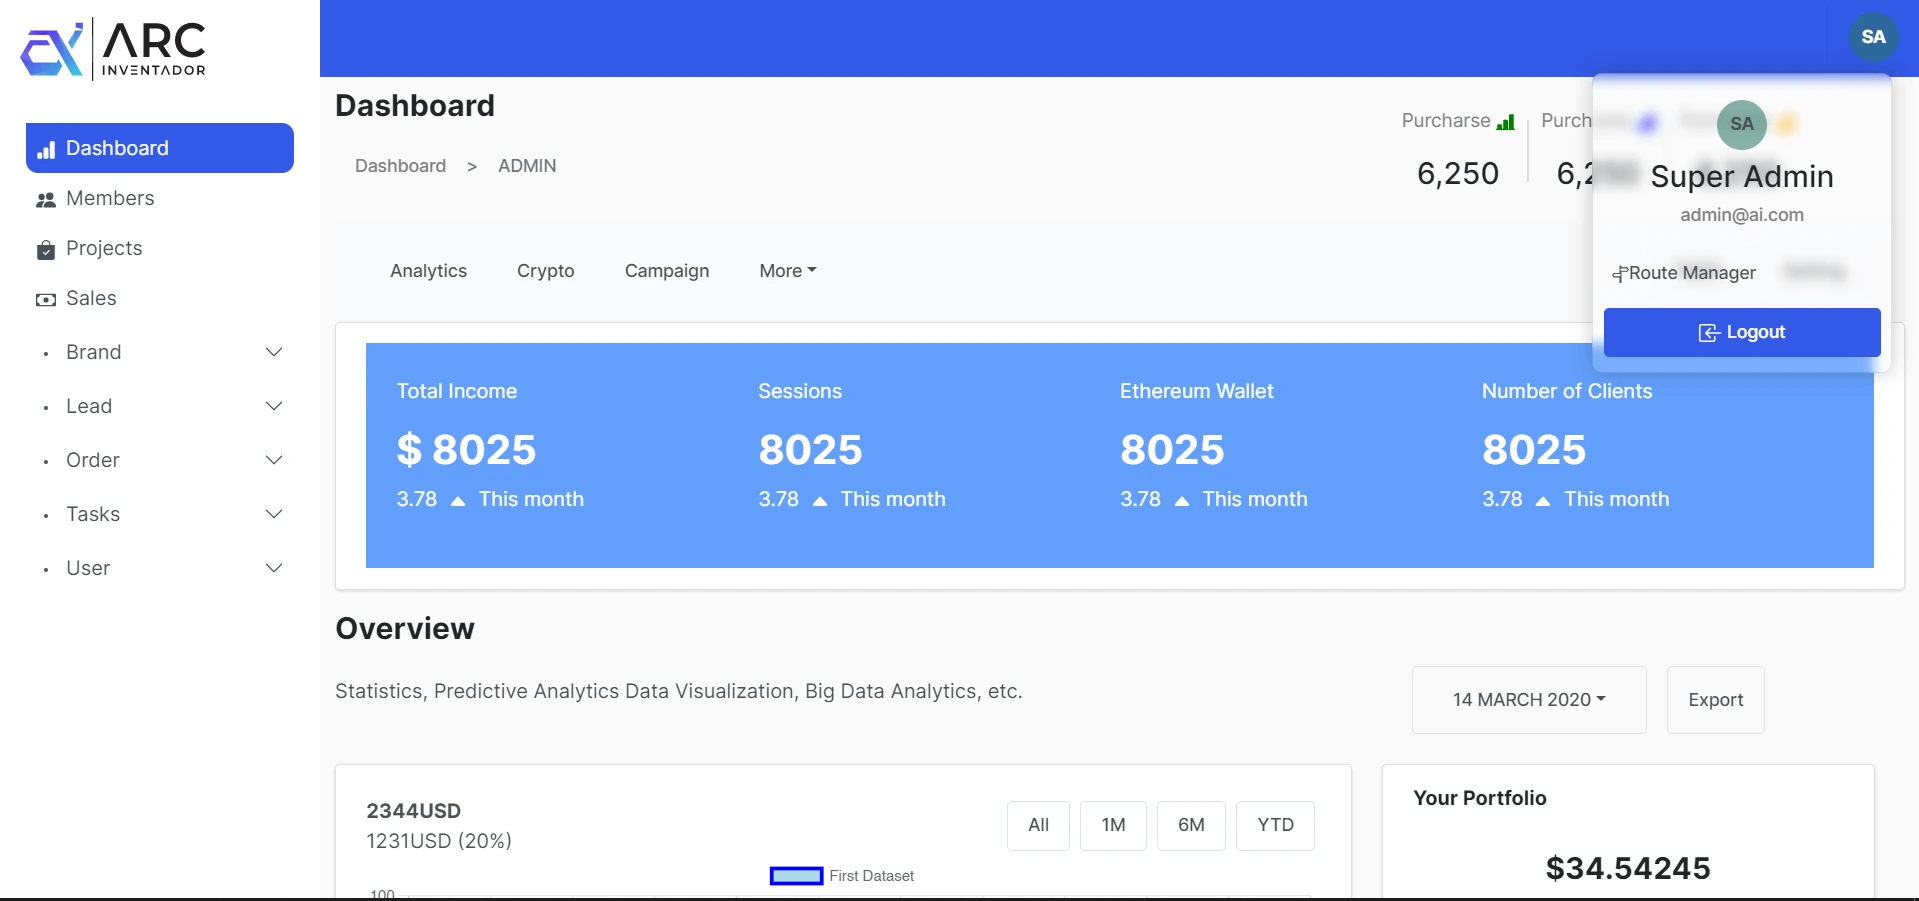 ARC
INVENTADOR
SA
Dashboard
Members
Projects
Sales
Brand
Lead
Order
Tasks
User
Dashboard
Dashboard > ADMIN
Purcharse
6,250
SA
Super Admin
admin@ai.com
Route Manager
Logout
Analytics Crypto Campaign More
Total Income
$ 8025
3.78 This month
Sessions
8025
3.78 This month
Ethereum Wallet
8025
3.78 This month
Number of Clients
8025
3.78 This month
Overview
Statistics, Predictive Analytics Data Visualization, Big Data Analytics, etc.
14 MARCH 2020
Export
2344USD
1231USD (20%)
All 1M 6M YTD
First Dataset
100
Your Portfolio
$34.54245